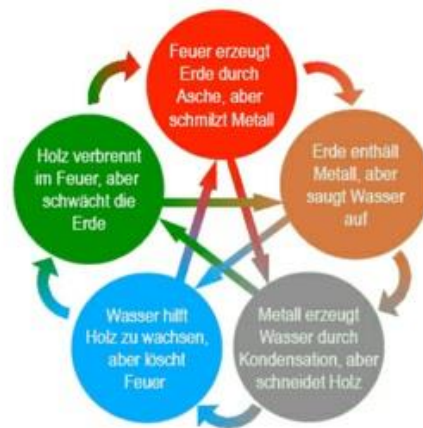 Feuer erzeugt
Erde durch
Asche, aber
schmilzt Metall
Erde enthält
Metall, aber
saugt Wasser
auf
Metall erzeugt
Wasser durch
Kondensation, aber
schneidet Holz
Wasser hilft
Holz zu wachsen,
aber löscht
Feuer
Holz verbrennt
im Feuer, aber
schwächt die
Erde